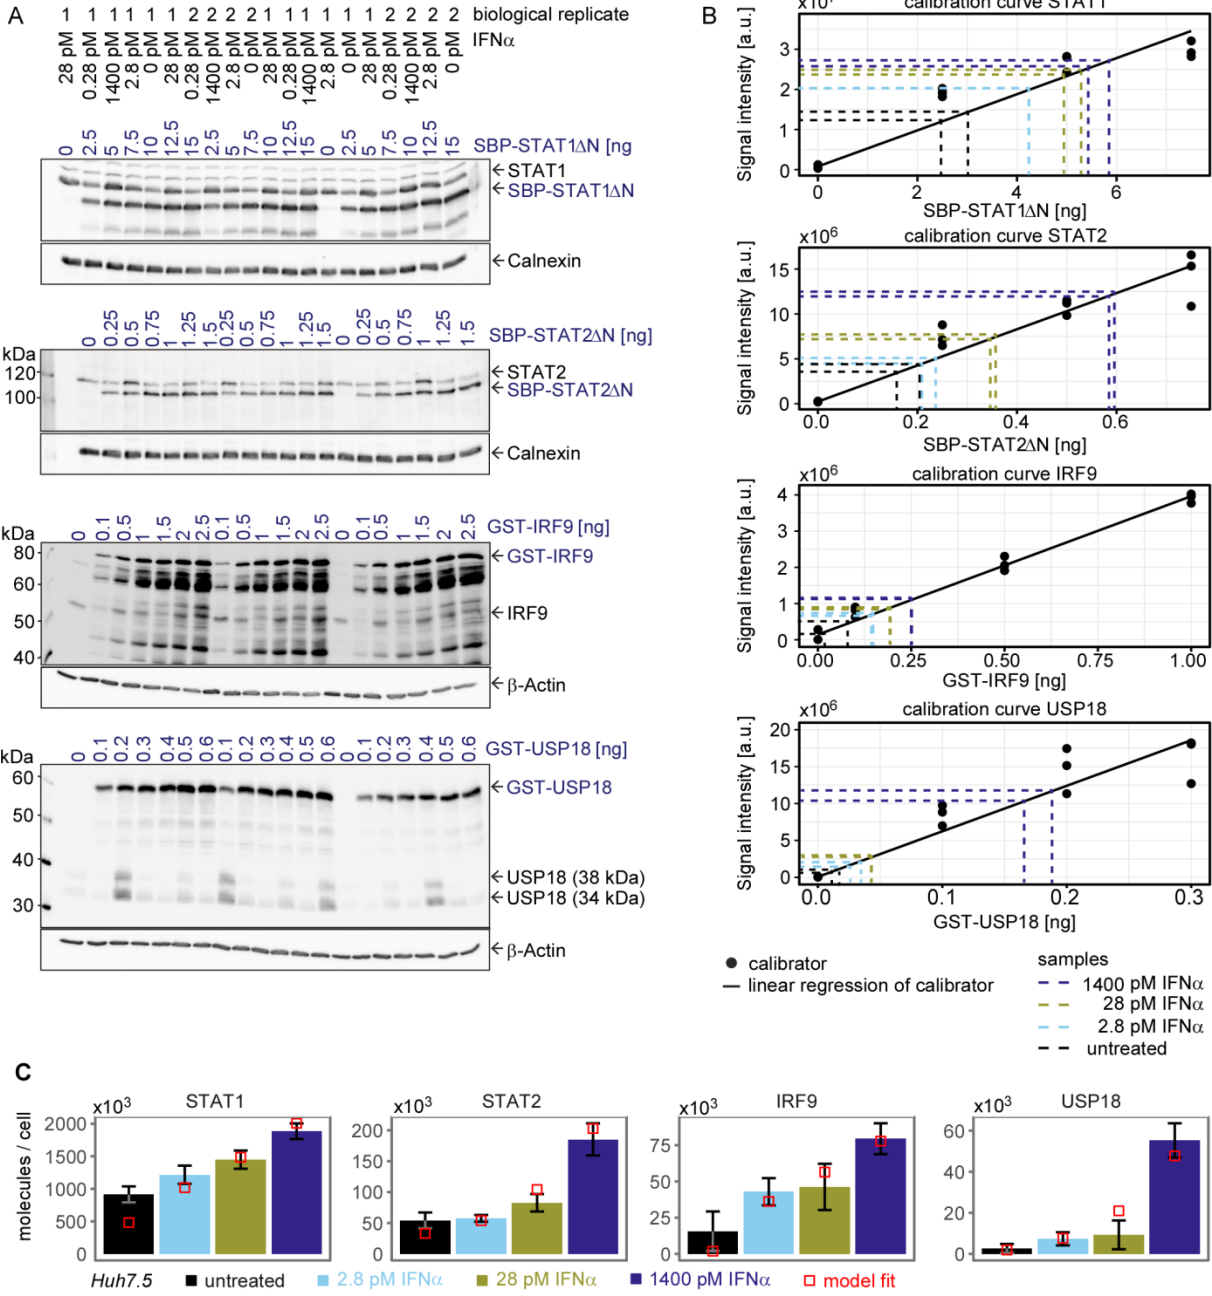 A
1 1 1 1 1 1 2 2 2 2 1 1 1 1 2 1 2 2 2 2 biological replicate
28 pM 0.28 pM 1400 pM 2.8 pM 0 pM 28 pM 0.28 pM 1400 pM 2.8 pM 0 pM 28 pM 0.28 pM 1400 pM 2.8 pM 0 pM 28 pM 0.28 pM 1400 pM 2.8 pM 0 pM IFNα
0 2.5 5 7.5 10 12.5 15 2.5 5 7.5 10 12.5 15 0 2.5 5 7.5 10 12.5 15 SBP-STAT1ΔN [ng
←STAT1
←SBP-STAT1ΔN
←Calnexin
0 0.25 0.5 0.75 1 1.25 1.5 0.25 0.5 0.75 1 1.25 1.5 0 0.25 0.5 0.75 1 1.25 1.5 SBP-STAT2ΔN [ng]
kDa
120
100
←STAT2
←SBP-STAT2ΔN
←Calnexin
0 0.1 0.5 1 1.5 2 2.5 0.1 0.5 1 1.5 2 2.5 0 0.1 0.5 1 1.5 2 2.5 GST-IRF9 [ng]
kDa
80
60
50
40
←GST-IRF9
←IRF9
←β-Actin
0 0.1 0.2 0.3 0.4 0.5 0.6 0.1 0.2 0.3 0.4 0.5 0.6 0 0.1 0.2 0.3 0.4 0.5 0.6 GST-USP18 [ng]
kDa
60
50
40
30
←GST-USP18
←USP18 (38 kDa)
←USP18 (34 kDa)
←β-Actin
B
calibration curve STAT1
Signal intensity [a.u.]
3
2
1
0
0 2 4 6
SBP-STAT1ΔN [ng]
x10⁶ calibration curve STAT2
Signal intensity [a.u.]
15
10
5
0
0.0 0.2 0.4 0.6
SBP-STAT2ΔN [ng]
x10⁶ calibration curve IRF9
Signal intensity [a.u.]
4
3
2
1
0
0.00 0.25 0.50 0.75 1.00
GST-IRF9 [ng]
x10⁶ calibration curve USP18
Signal intensity [a.u.]
20
15
10
5
0
0.0 0.1 0.2 0.3
GST-USP18 [ng]
calibrator
linear regression of calibrator
samples
1400 pM IFNα
28 pM IFNα
2.8 pM IFNα
untreated
C
molecules / cell
x10³ STAT1
2000
1500
1000
500
0
x10³ STAT2
200
150
100
50
0
x10³ IRF9
75
50
25
0
x10³ USP18
60
40
20
0
Huh7.5 untreated 2.8 pM IFNα 28 pM IFNα 1400 pM IFNα model fit